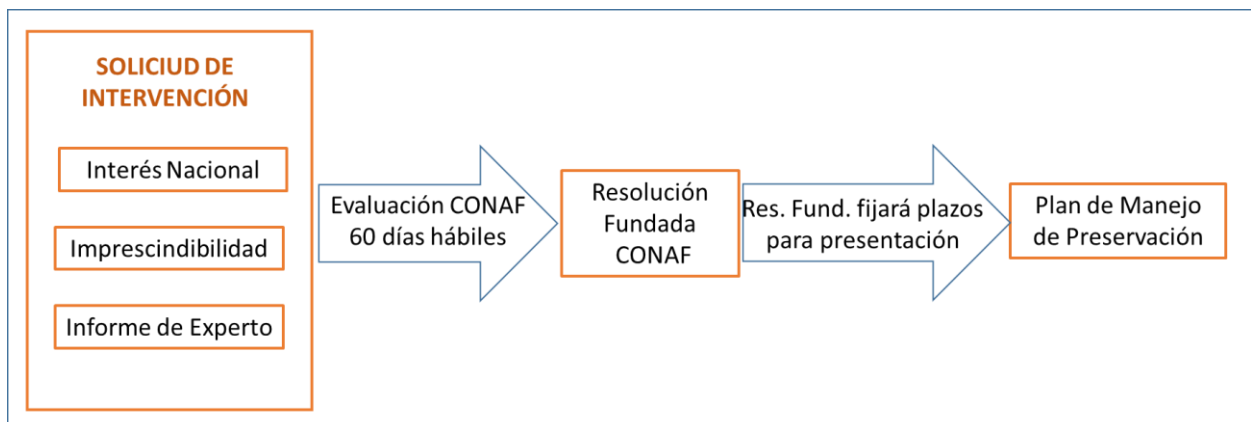 SOLICIUD DE
INTERVENCIÓN
Interés Nacional
Imprescindibilidad
Informe de Experto
Evaluación CONAF
60 días hábiles
Resolución
Fundada
CONAF
Res. Fund. fijará plazos
para presentación
Plan de Manejo
de Preservación